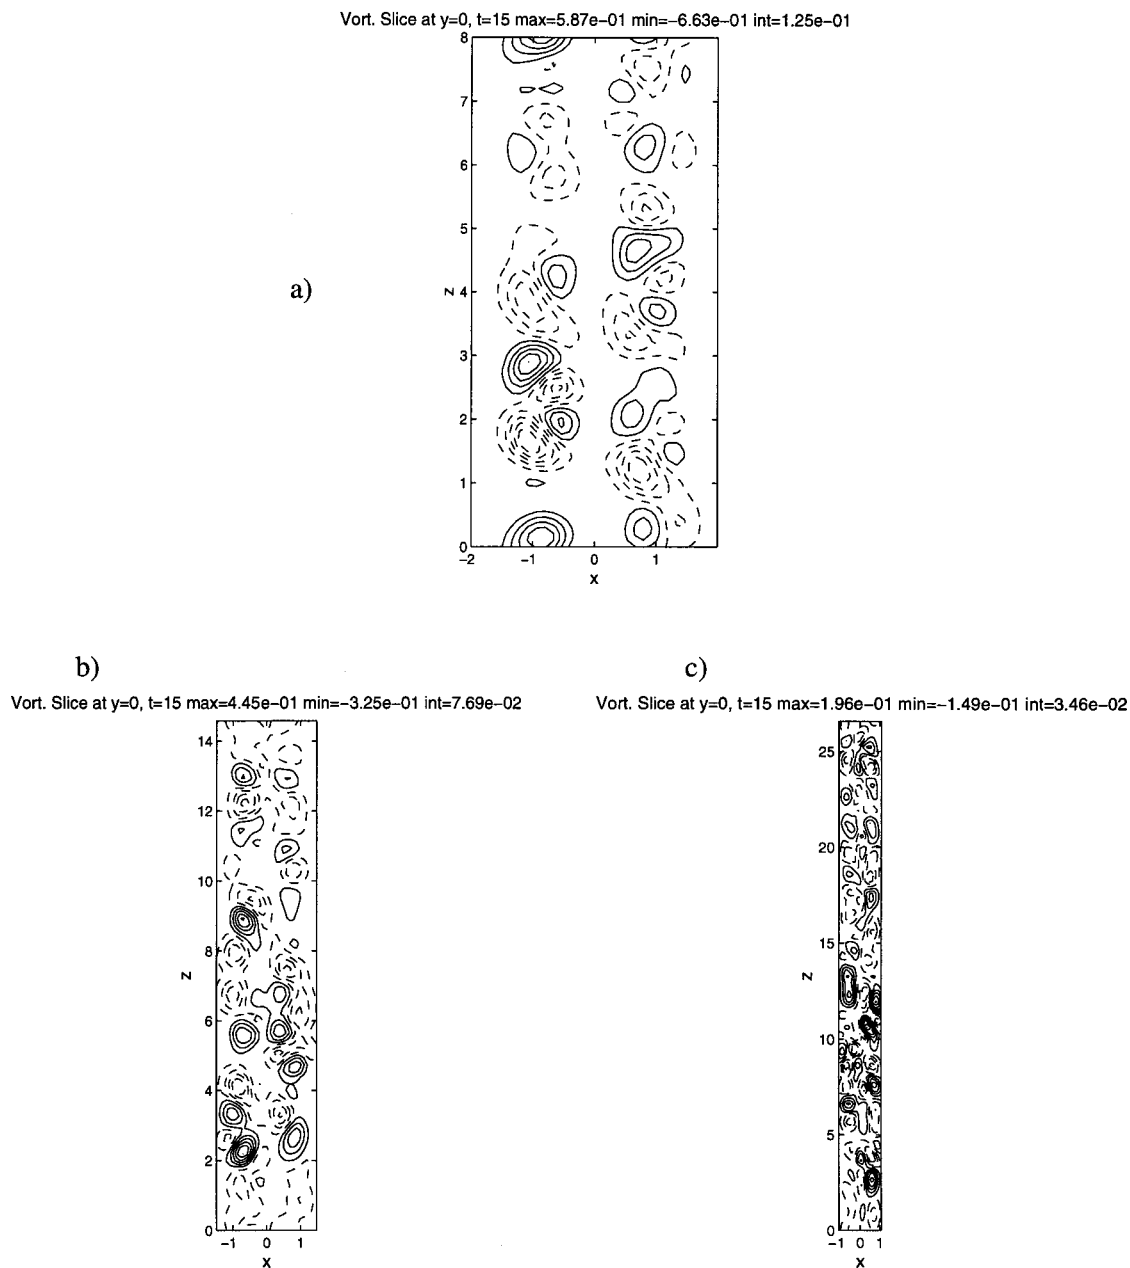 Vort. Slice at y=0, t=15 max=5.87e−01 min=−6.63e−01 int=1.25e−01
8
7
6
5
a)
z 4
3
2
1
0
−2 −1 0 1
x
b)
c)
Vort. Slice at y=0, t=15 max=4.45e−01 min=−3.25e−01 int=7.69e−02
Vort. Slice at y=0, t=15 max=1.96e−01 min=−1.49e−01 int=3.46e−02
14
12
10
8
z
6
4
2
0
−1 0 1
x
25
20
15
z
10
5
0
−1 0 1
x